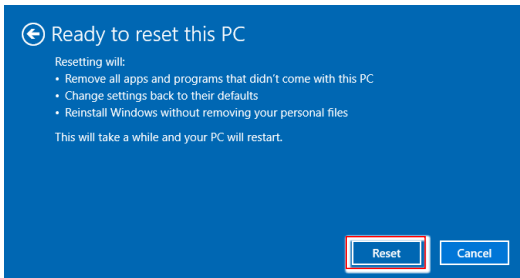 Ready to reset this PC
Resetting will:
• Remove all apps and programs that didn't come with this PC
• Change settings back to their defaults
• Reinstall Windows without removing your personal files
This will take a while and your PC will restart.
Reset
Cancel